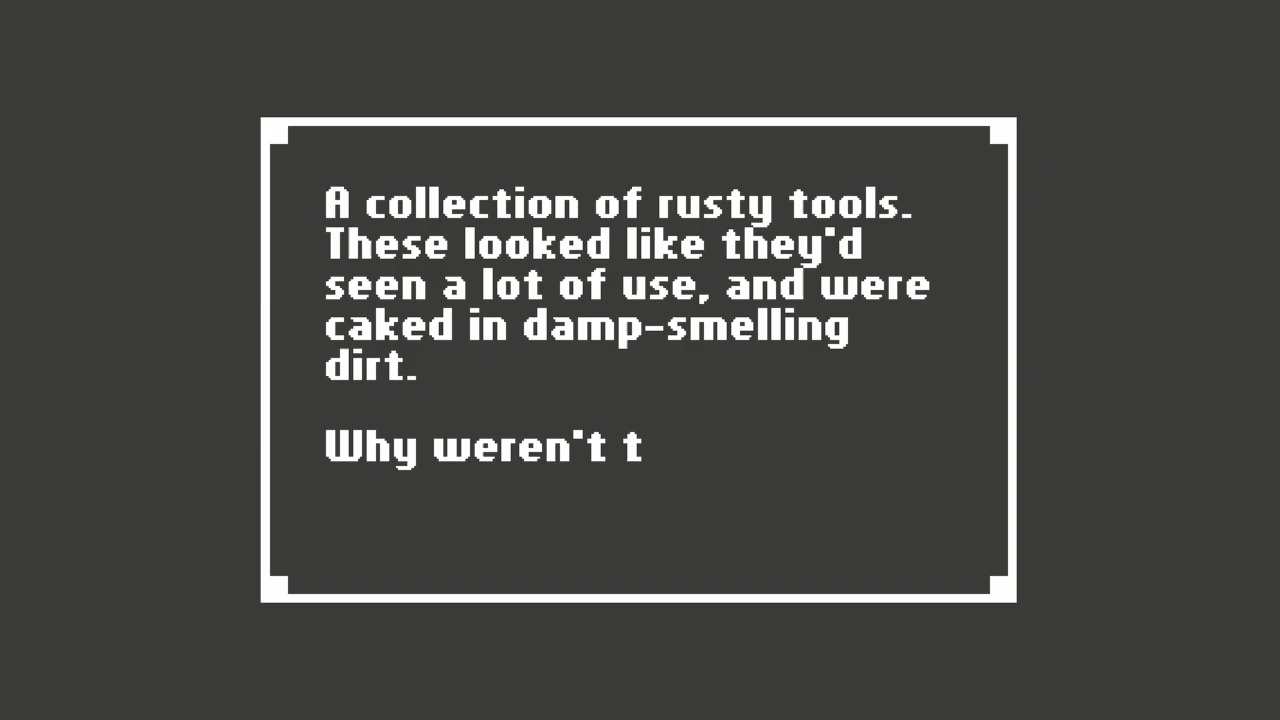 A collection of rusty tools.
These looked like they'd
seen a lot of use, and were
caked in damp-smelling
dirt.
Why weren't t